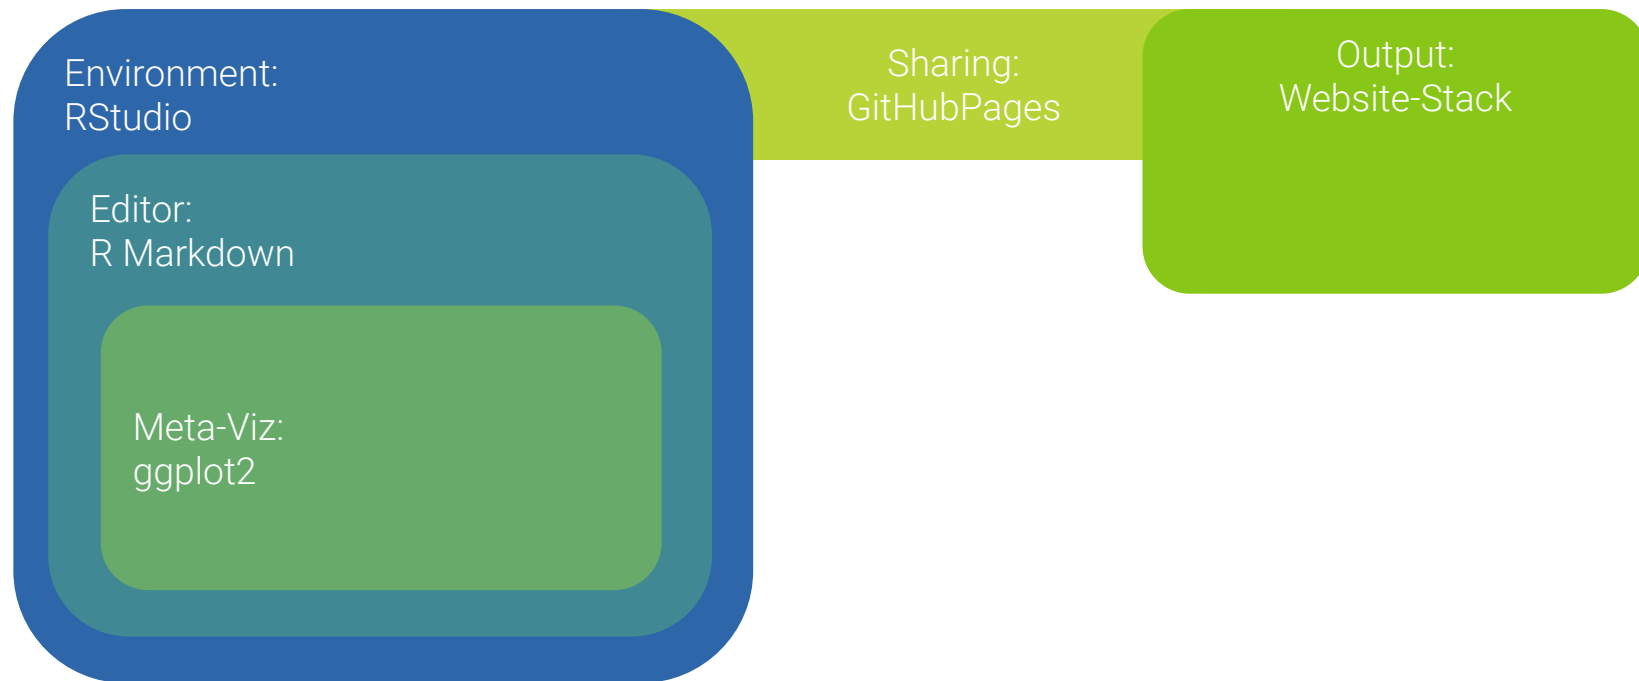 Environment:
RStudio
Editor:
R Markdown
Meta-Viz:
ggplot2
Sharing:
GitHubPages
Output:
Website-Stack